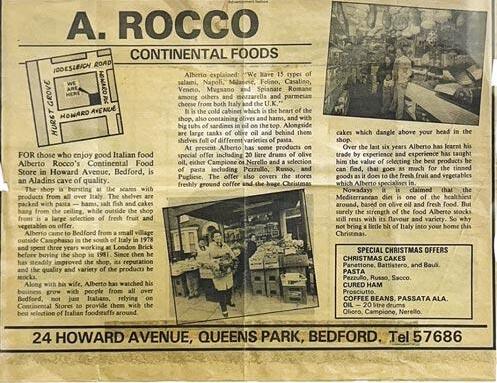 Advertisement feature
A. ROCCO
CONTINENTAL FOODS
IDDESLEIGH ROAD
HURST GROVE
WE
ARE
HERE
HOWARD AVENUE
FOR those who enjoy good Italian food
Alberto Rocco's Continental Food
Store in Howard Avenue, Bedford, is
an Aladins cave of quality.
The shop is bursting at the seams with
products from all over Italy. The shelves are
packed with pasta — hams, salt fish and cakes
hang from the ceiling, while outside the shop
front is a large selection of fresh fruit and
vegetables on offer.
Alberto came to Bedford from a small village
outside Campbasso in the south of Italy in 1978
and spent three years working at London Brick
before buying the shop in 1981. Since then he
has steadily improved the shop, its reputation
and the quality and variety of the products he
stocks.
Along with his wife, Alberto has watched his
business grow with people from all over
Bedford, not just Italians, relying on
Continental Stores to provide them with the
best selection of Italian foodstuffs around.
Alberto explained: "We have 15 types of
salami, Napoli, Milanese, Felino, Casalino,
Veneto, Mugnano and Spianate Romane
among others and mozzarella and parmesan
cheese from both Italy and the U.K."
It is the cold cabinet which is the heart of the
shop, also containing olives and hams, and with
big tubs of sardines in oil on the top. Alongside
are large tanks of olive oil and behind them
shelves full of different varieties of pasta.
At present Alberto has some products on
special offer including 20 litre drums of olive
oil, either Campione Di Nerello and a selection
of pasta including Pezzullo, Russo, and
Pugliese. The offer also covers the stores
freshly ground coffee and the huge Christmas
cakes which dangle above your head in the
shop.
Over the last six years Alberto has learnt his
trade by experience and experience has taught
him the value of selecting the best products he
can find, that goes as much for the tinned
goods as it does to the fresh fruit and vegetables
which Alberto specialises in.
Nowadays it is claimed that the
Mediterranean diet is one of the healthiest
around, based on olive oil and fresh food. But
surely the strength of the food Alberto stocks
still rests with its flavour and variety. So why
not bring a little bit of Italy into your home this
Christmas.
SPECIAL CHRISTMAS OFFERS
CHRISTMAS CAKES
Panettone, Battistero, and Bauli.
PASTA
Pezzullo, Russo, Sacco.
CURED HAM
Prosciutto.
COFFEE BEANS, PASSATA ALA.
OIL — 20 litre drums
Olioro, Campione, Nerello.
24 HOWARD AVENUE, QUEENS PARK, BEDFORD. Tel 57686